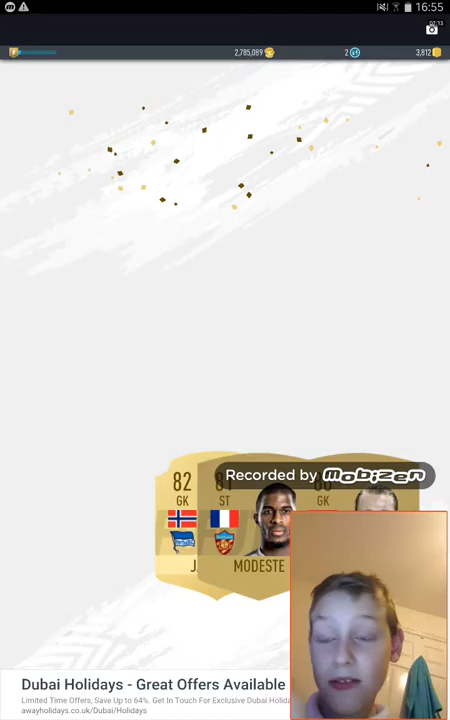 16:55
07:13
2,785,089
2
3,812
82
GK
81
ST
GK
Recorded by mobizen
J
MODESTE
Dubai Holidays - Great Offers Available
Limited Time Offers, Save Up to 64%. Get In Touch For Exclusive Dubai Holida
awayholidays.co.uk/Dubai/Holidays